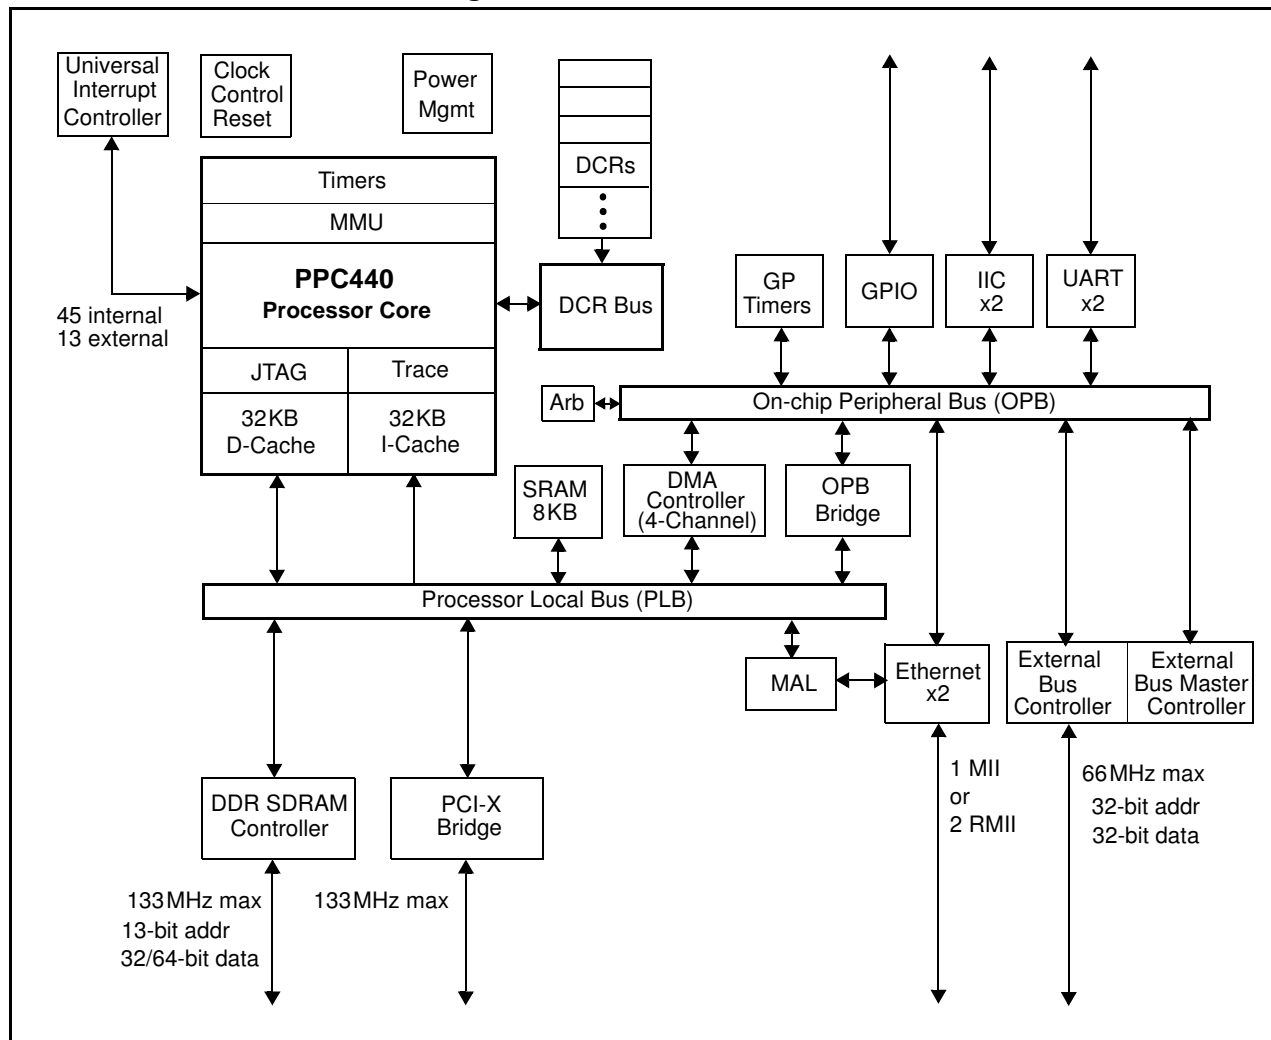 Universal
Interrupt
Controller
Clock
Control
Reset
Power
Mgmt
DCRs
Timers
MMU
PPC440
Processor Core
45 internal
13 external
DCR Bus
GP
Timers
GPIO
IIC
x2
UART
x2
JTAG
Trace
32KB
D-Cache
32KB
I-Cache
Arb
On-chip Peripheral Bus (OPB)
SRAM
8KB
DMA
Controller
(4-Channel)
OPB
Bridge
Processor Local Bus (PLB)
MAL
Ethernet
x2
External
Bus
Controller
External
Bus Master
Controller
DDR SDRAM
Controller
PCI-X
Bridge
1 MII
or
2 RMII
66MHz max
32-bit addr
32-bit data
133MHz max
13-bit addr
32/64-bit data
133MHz max